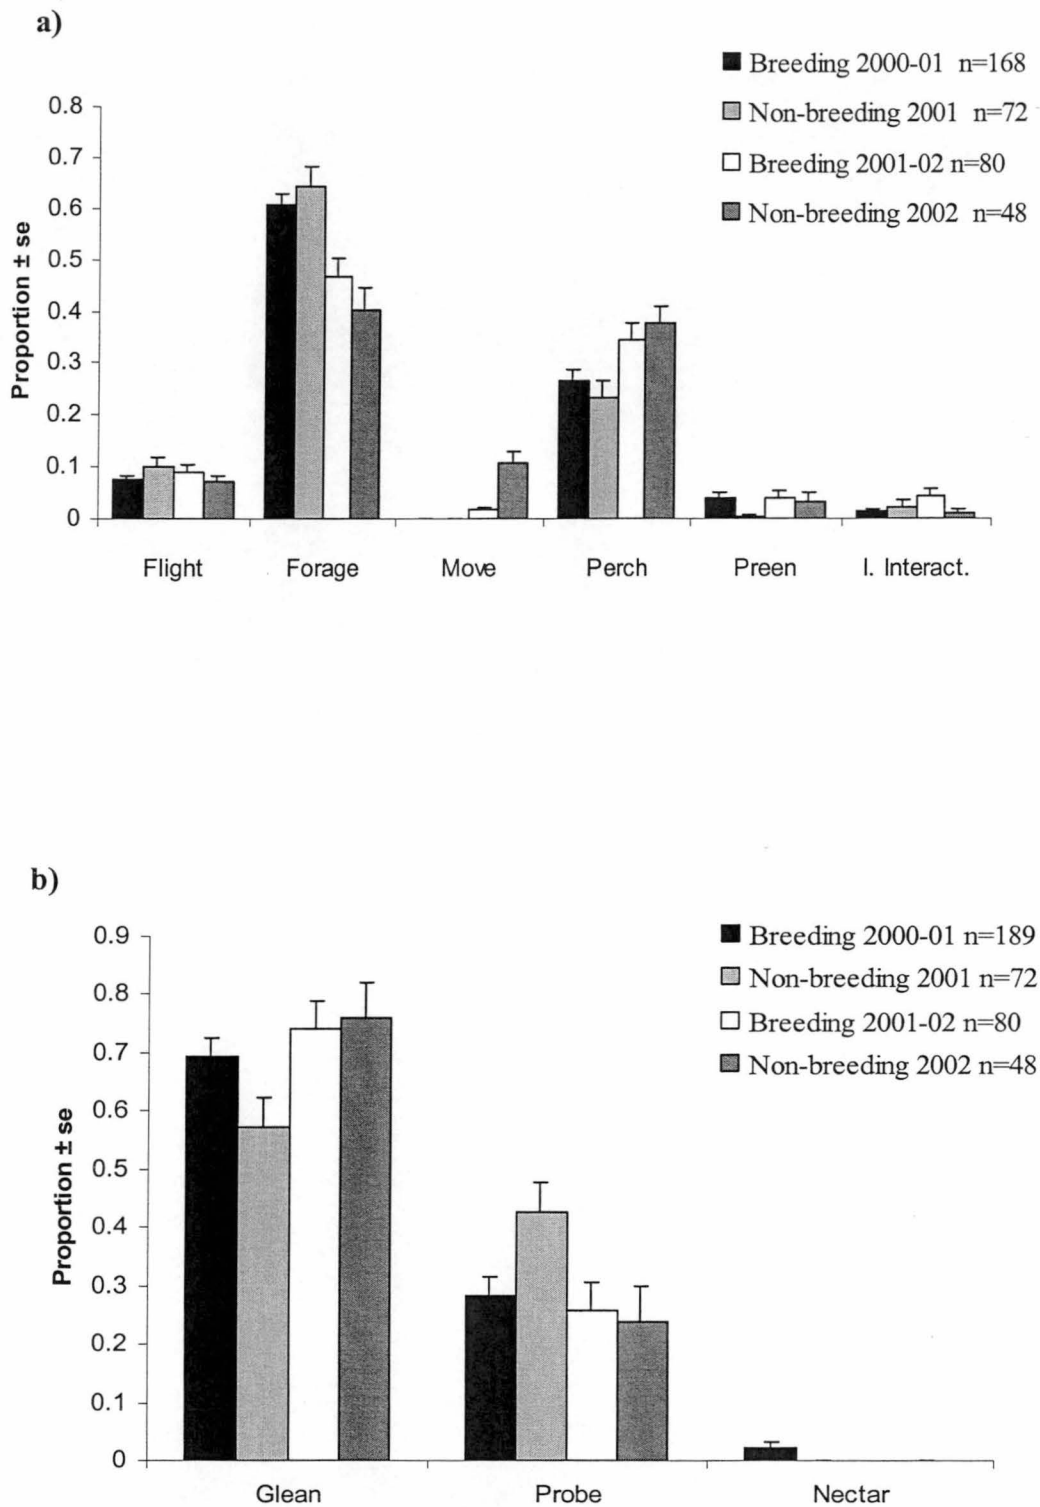 a)
Breeding 2000-01 n=168
Non-breeding 2001 n=72
Breeding 2001-02 n=80
Non-breeding 2002 n=48
Proportion ± se
0.8
0.7
0.6
0.5
0.4
0.3
0.2
0.1
0
Flight Forage Move Perch Preen I. Interact.
b)
Breeding 2000-01 n=189
Non-breeding 2001 n=72
Breeding 2001-02 n=80
Non-breeding 2002 n=48
Proportion ± se
0.9
0.8
0.7
0.6
0.5
0.4
0.3
0.2
0.1
0
Glean Probe Nectar